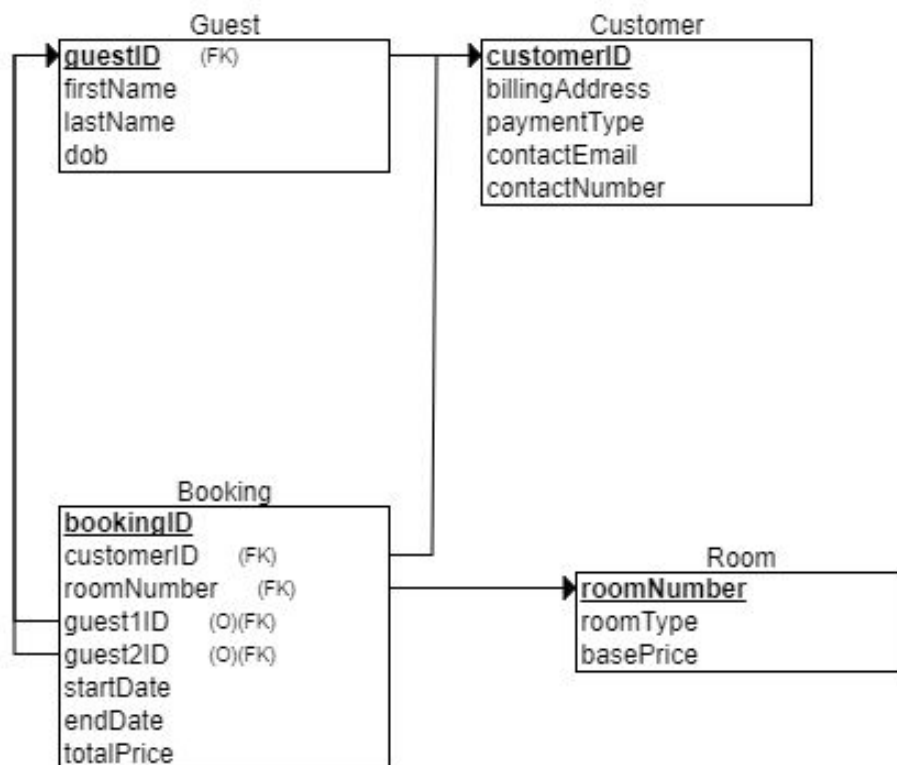 Guest
guestID (FK)
firstName
lastName
dob
Customer
customerID
billingAddress
paymentType
contactEmail
contactNumber
Booking
bookingID
customerID (FK)
roomNumber (FK)
guest1ID (O)(FK)
guest2ID (O)(FK)
startDate
endDate
totalPrice
Room
roomNumber
roomType
basePrice